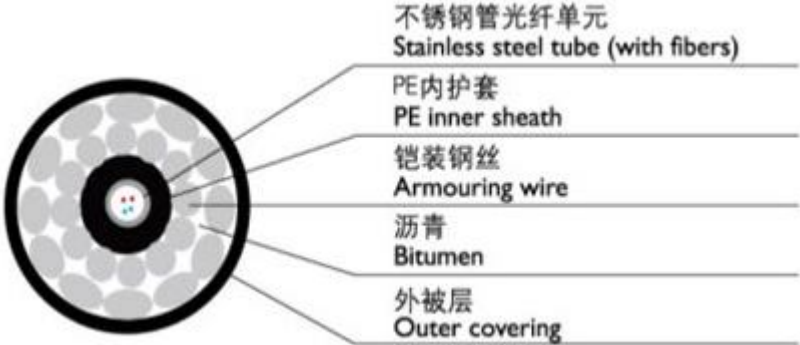 不锈钢管光纤单元
Stainless steel tube (with fibers)
PE内护套
PE inner sheath
铠装钢丝
Armouring wire
沥青
Bitumen
外被层
Outer covering